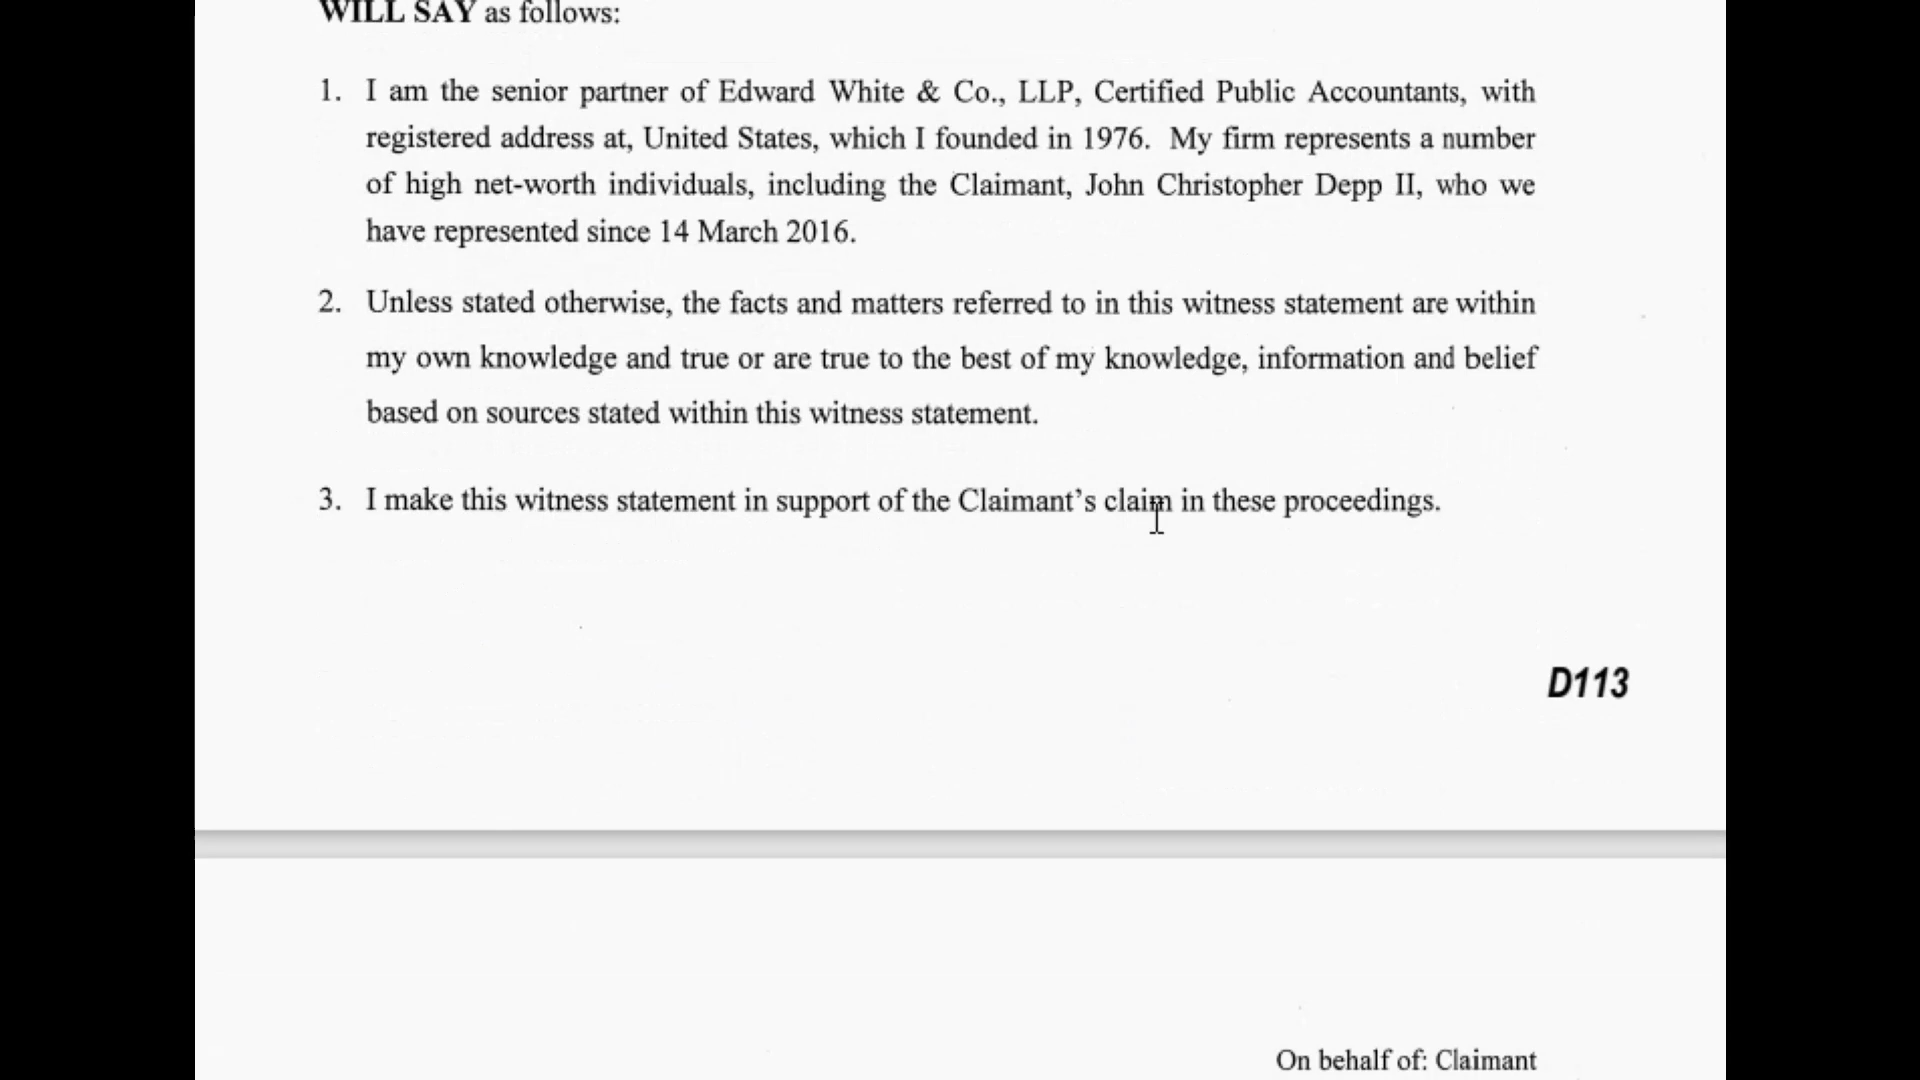 WILL SAY as follows:
1. I am the senior partner of Edward White & Co., LLP, Certified Public Accountants, with
registered address at, United States, which I founded in 1976. My firm represents a number
of high net-worth individuals, including the Claimant, John Christopher Depp II, who we
have represented since 14 March 2016.
2. Unless stated otherwise, the facts and matters referred to in this witness statement are within
my own knowledge and true or are true to the best of my knowledge, information and belief
based on sources stated within this witness statement.
3. I make this witness statement in support of the Claimant’s claim in these proceedings.
D113
On behalf of: Claimant